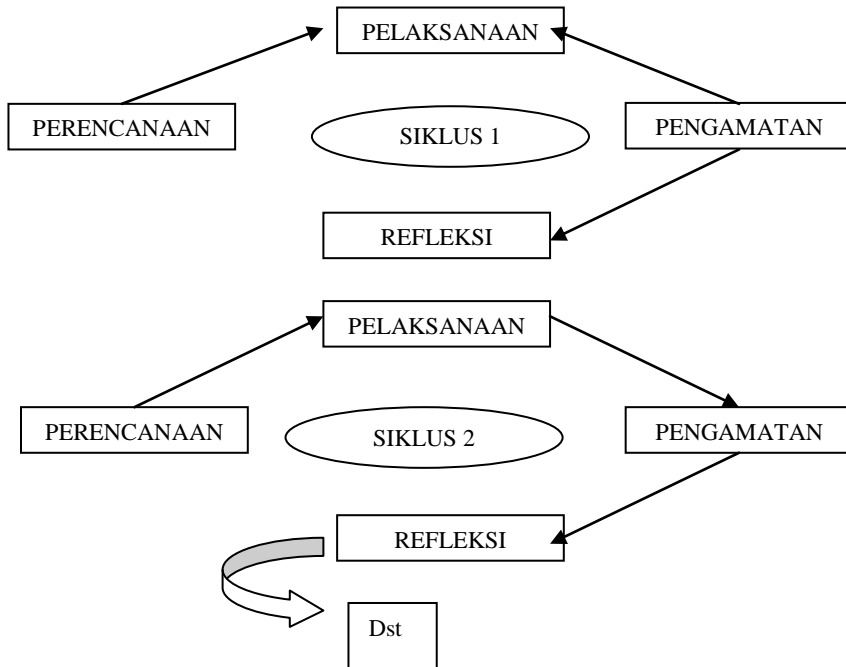 PELAKSANAAN
PERENCANAAN
SIKLUS 1
PENGAMATAN
REFLEKSI
PELAKSANAAN
PERENCANAAN
SIKLUS 2
PENGAMATAN
REFLEKSI
Dst